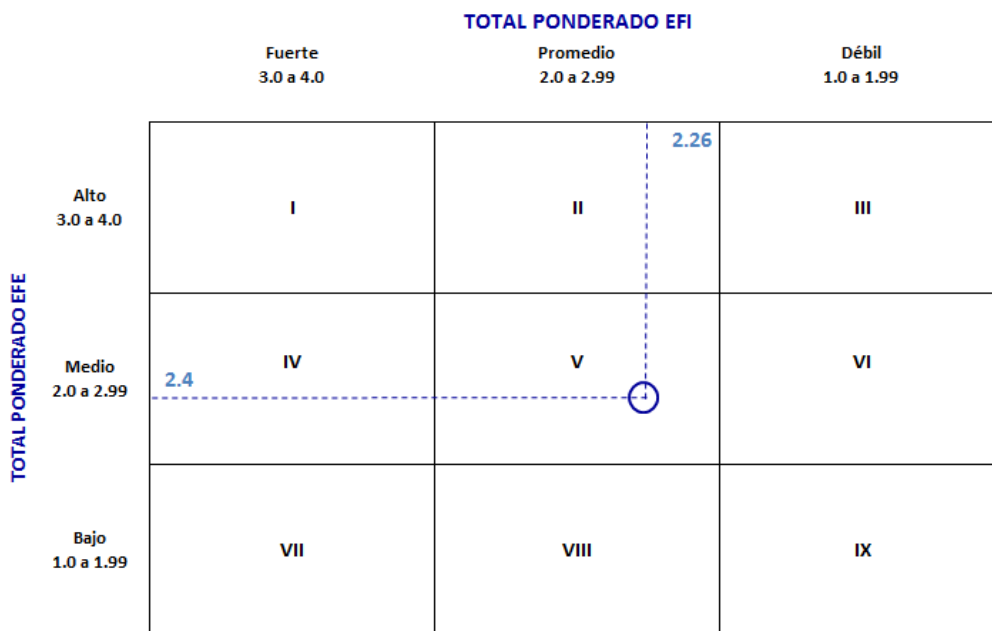 TOTAL PONDERADO EFI
Fuerte
3.0 a 4.0
Promedio
2.0 a 2.99
Débil
1.0 a 1.99
TOTAL PONDERADO EFE
Alto
3.0 a 4.0
I
II
2.26
III
Medio
2.0 a 2.99
2.4
IV
V
VI
Bajo
1.0 a 1.99
VII
VIII
IX